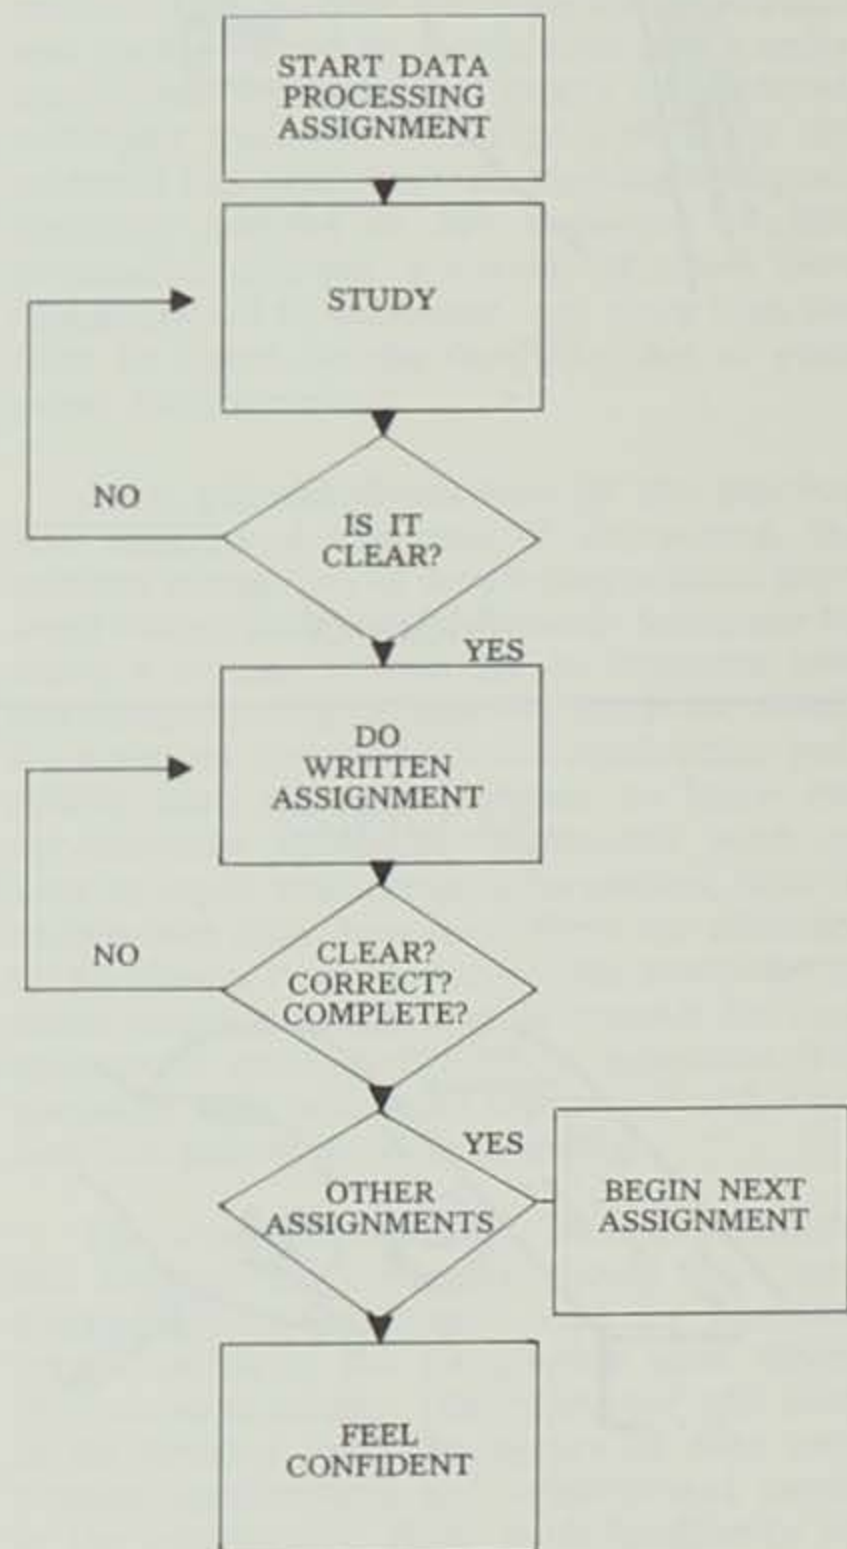 START DATA
PROCESSING
ASSIGNMENT
STUDY
NO
IS IT
CLEAR?
YES
DO
WRITTEN
ASSIGNMENT
NO
CLEAR?
CORRECT?
COMPLETE?
YES
OTHER
ASSIGNMENTS
BEGIN NEXT
ASSIGNMENT
FEEL
CONFIDENT